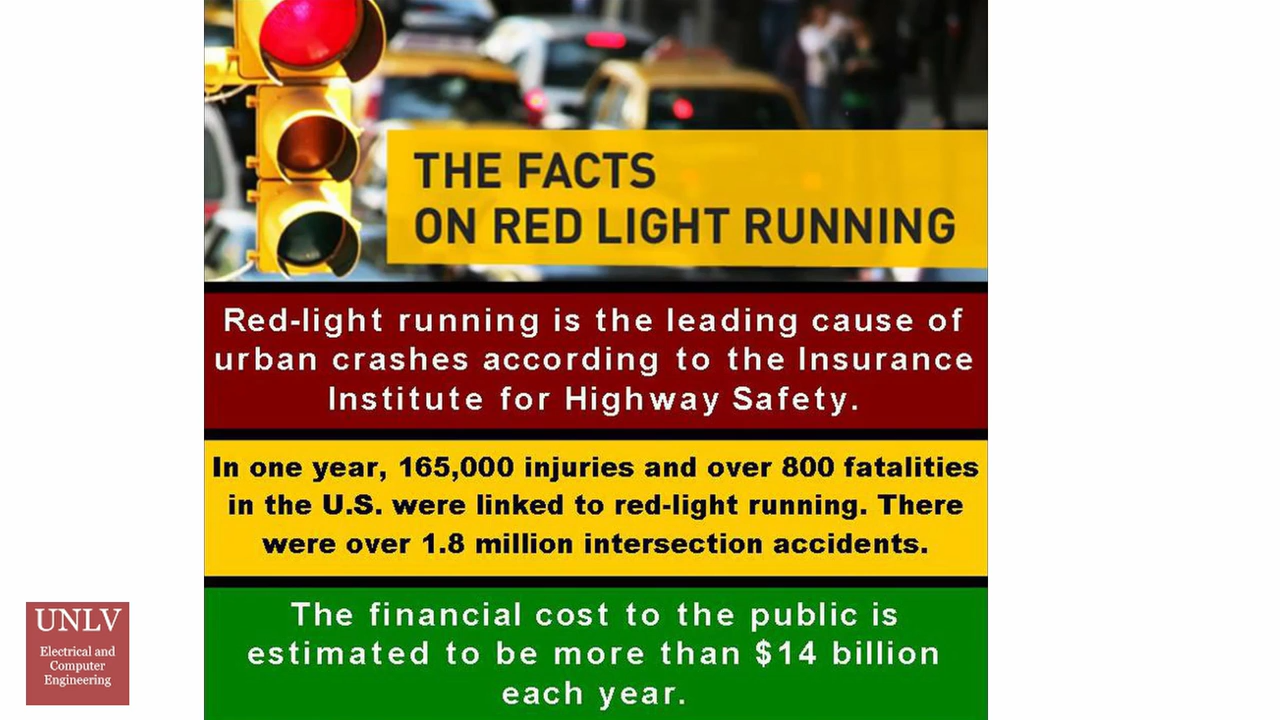 THE FACTS
ON RED LIGHT RUNNING
Red-light running is the leading cause of
urban crashes according to the Insurance
Institute for Highway Safety.
In one year, 165,000 injuries and over 800 fatalities
in the U.S. were linked to red-light running. There
were over 1.8 million intersection accidents.
The financial cost to the public is
estimated to be more than $14 billion
each year.
UNLV
Electrical and
Computer
Engineering